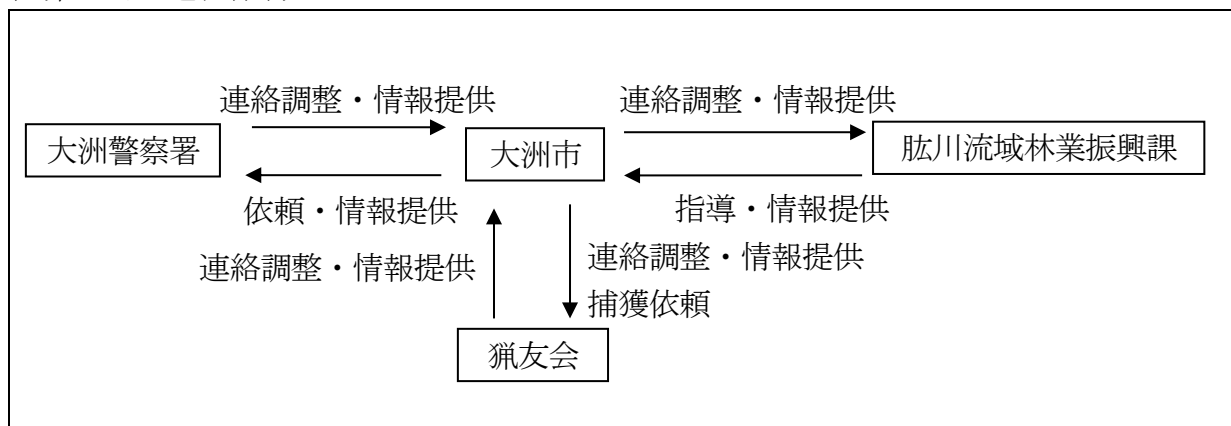 連絡調整・情報提供
連絡調整・情報提供
大洲警察署
大洲市
肱川流域林業振興課
依頼・情報提供
指導・情報提供
連絡調整・情報提供
連絡調整・情報提供
捕獲依頼
猟友会